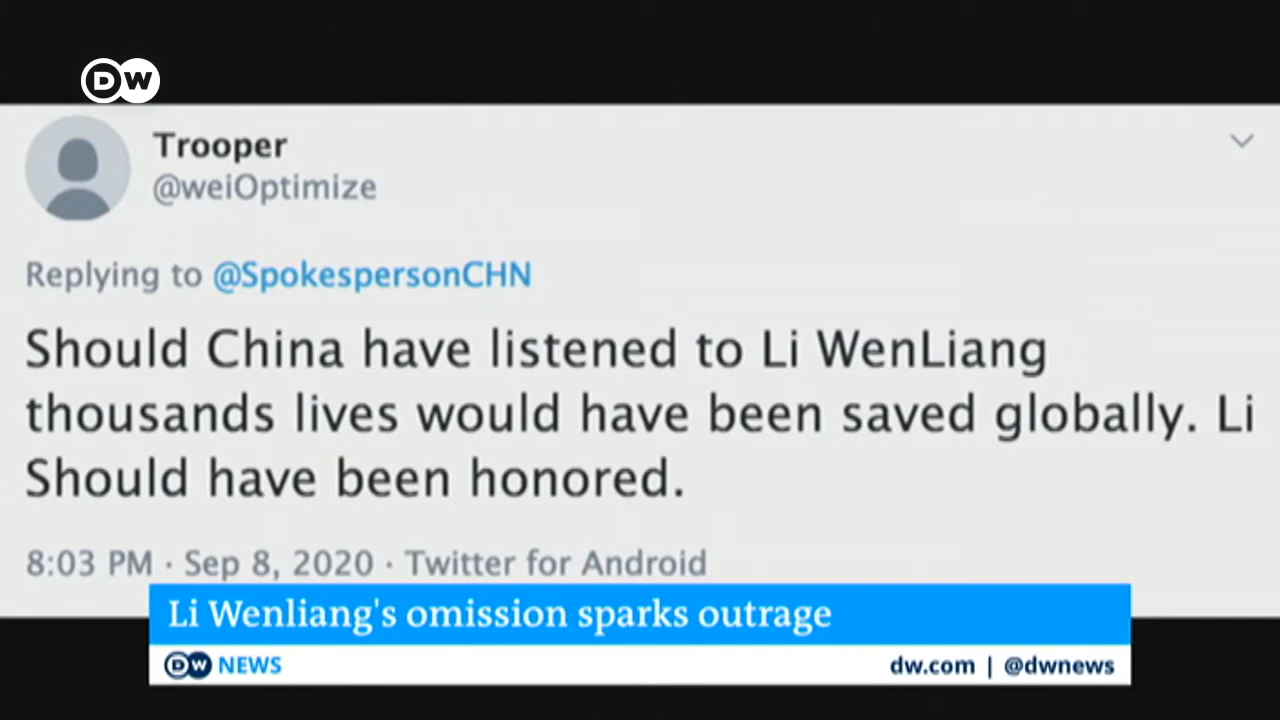 DW
Trooper
@weiOptimize
Replying to @SpokespersonCHN
Should China have listened to Li WenLiang
thousands lives would have been saved globally. Li
Should have been honored.
8:03 PM · Sep 8, 2020 · Twitter for Android
Li Wenliang's omission sparks outrage
DW NEWS
dw.com | @dwnews